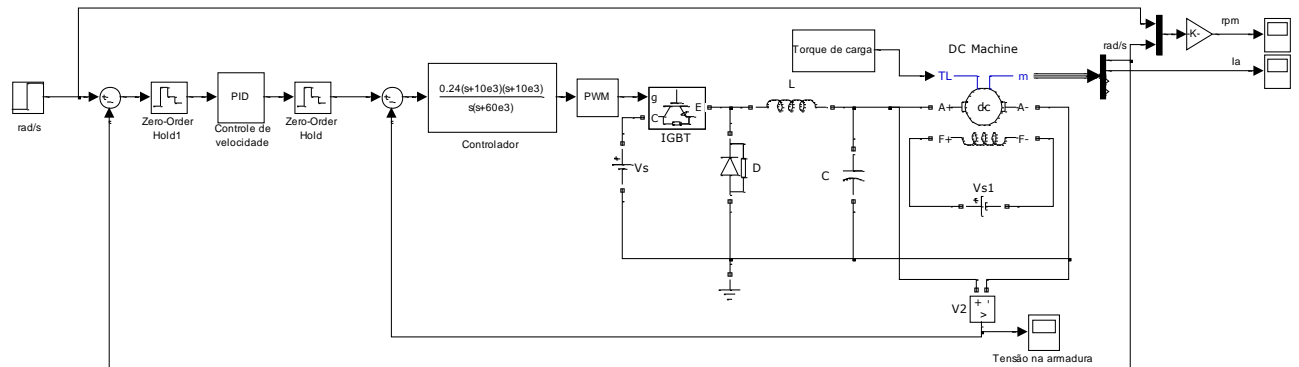 rpm
K-
rad/s
Ia
Torque de carga
DC Machine
TL
m
L
0.24(s+10e3)(s+10e3)
s(s+60e3)
PID
PWM
g
C
E
IGBT
A+
dc
A-
F+
F-
rad/s
Zero-Order
Hold1
Controle de
velocidade
Zero-Order
Hold
Controlador
Vs
D
C
Vs1
V2
Tensão na armadura